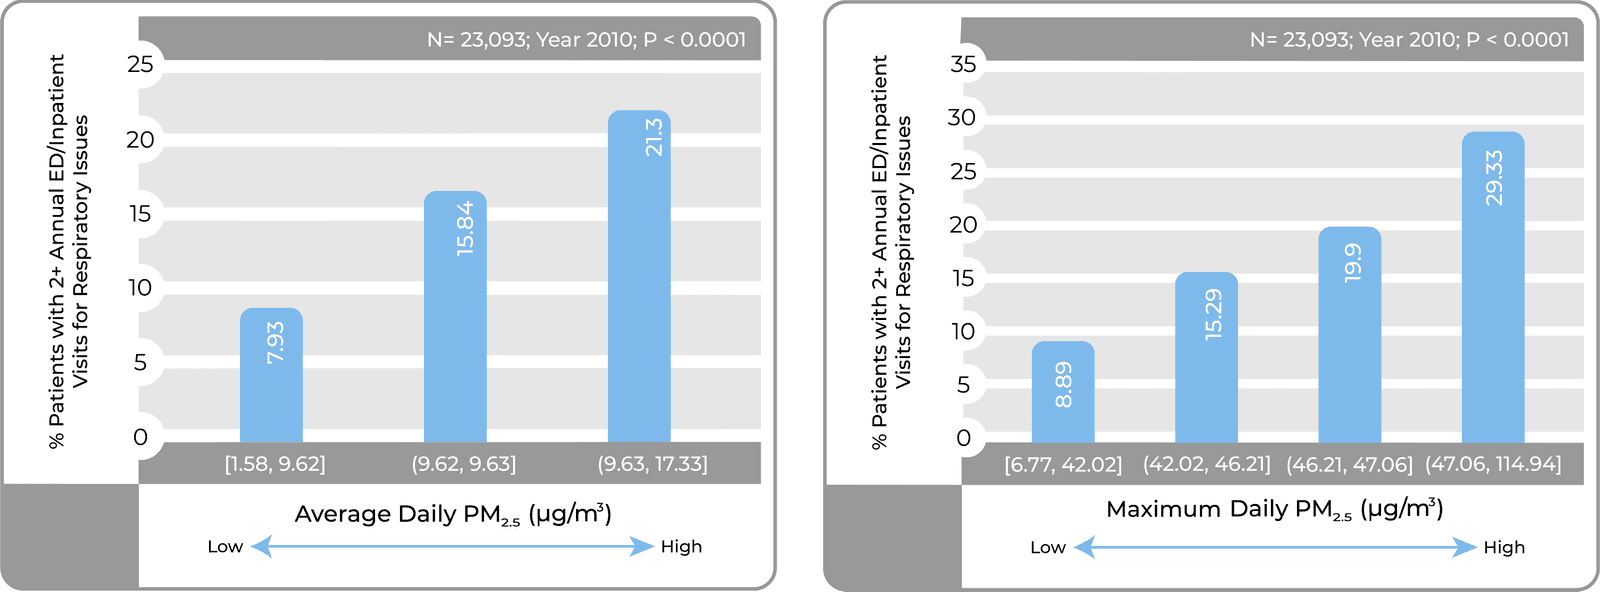 N= 23,093; Year 2010; P < 0.0001
% Patients with 2+ Annual ED/Inpatient
Visits for Respiratory Issues
25
20
15
10
5
0
7.93
15.84
21.3
[1.58, 9.62]
(9.62, 9.63]
(9.63, 17.33]
Average Daily PM2.5 (µg/m³)
Low
High
N= 23,093; Year 2010; P < 0.0001
% Patients with 2+ Annual ED/Inpatient
Visits for Respiratory Issues
35
30
25
20
15
10
5
0
8.89
15.29
19.9
29.33
[6.77, 42.02]
(42.02, 46.21]
(46.21, 47.06]
(47.06, 114.94]
Maximum Daily PM2.5 (µg/m³)
Low
High